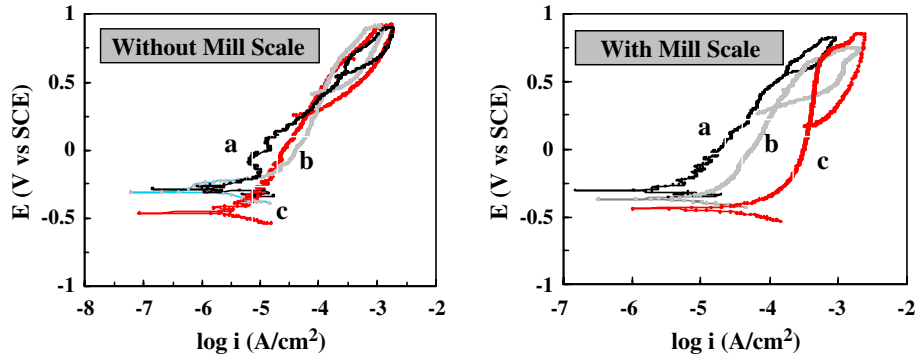 Without Mill Scale
E (V vs SCE)
1
0.5
0
-0.5
-1
a
b
c
-8 -7 -6 -5 -4 -3 -2
log i (A/cm²)
With Mill Scale
E (V vs SCE)
1
0.5
0
-0.5
-1
a
b
c
-7 -6 -5 -4 -3 -2
log i (A/cm²)